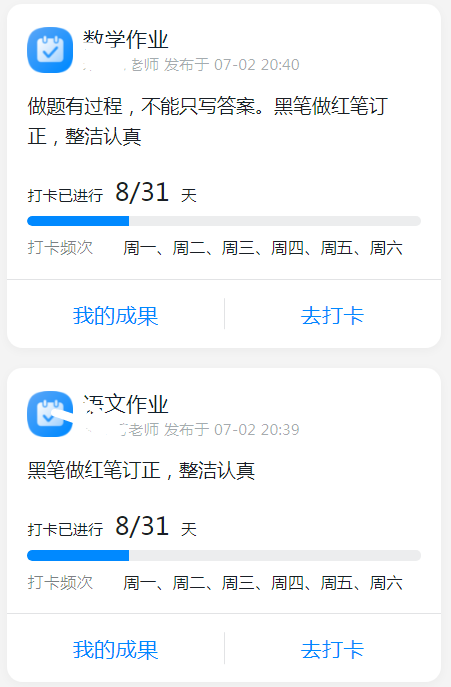 数学作业
老师 发布于 07-02 20:40
做题有过程，不能只写答案。黑笔做红笔订
正，整洁认真
打卡已进行 8/31 天
打卡频次 周一、周二、周三、周四、周五、周六
我的成果 去打卡
语文作业
老师 发布于 07-02 20:39
黑笔做红笔订正，整洁认真
打卡已进行 8/31 天
打卡频次 周一、周二、周三、周四、周五、周六
我的成果 去打卡